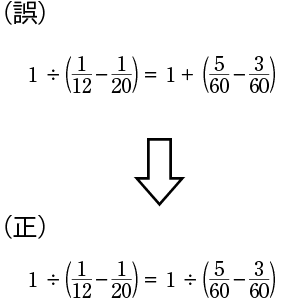 (誤)
1 ÷ (1/12 − 1/20) = 1 + (5/60 − 3/60)
(正)
1 ÷ (1/12 − 1/20) = 1 ÷ (5/60 − 3/60)